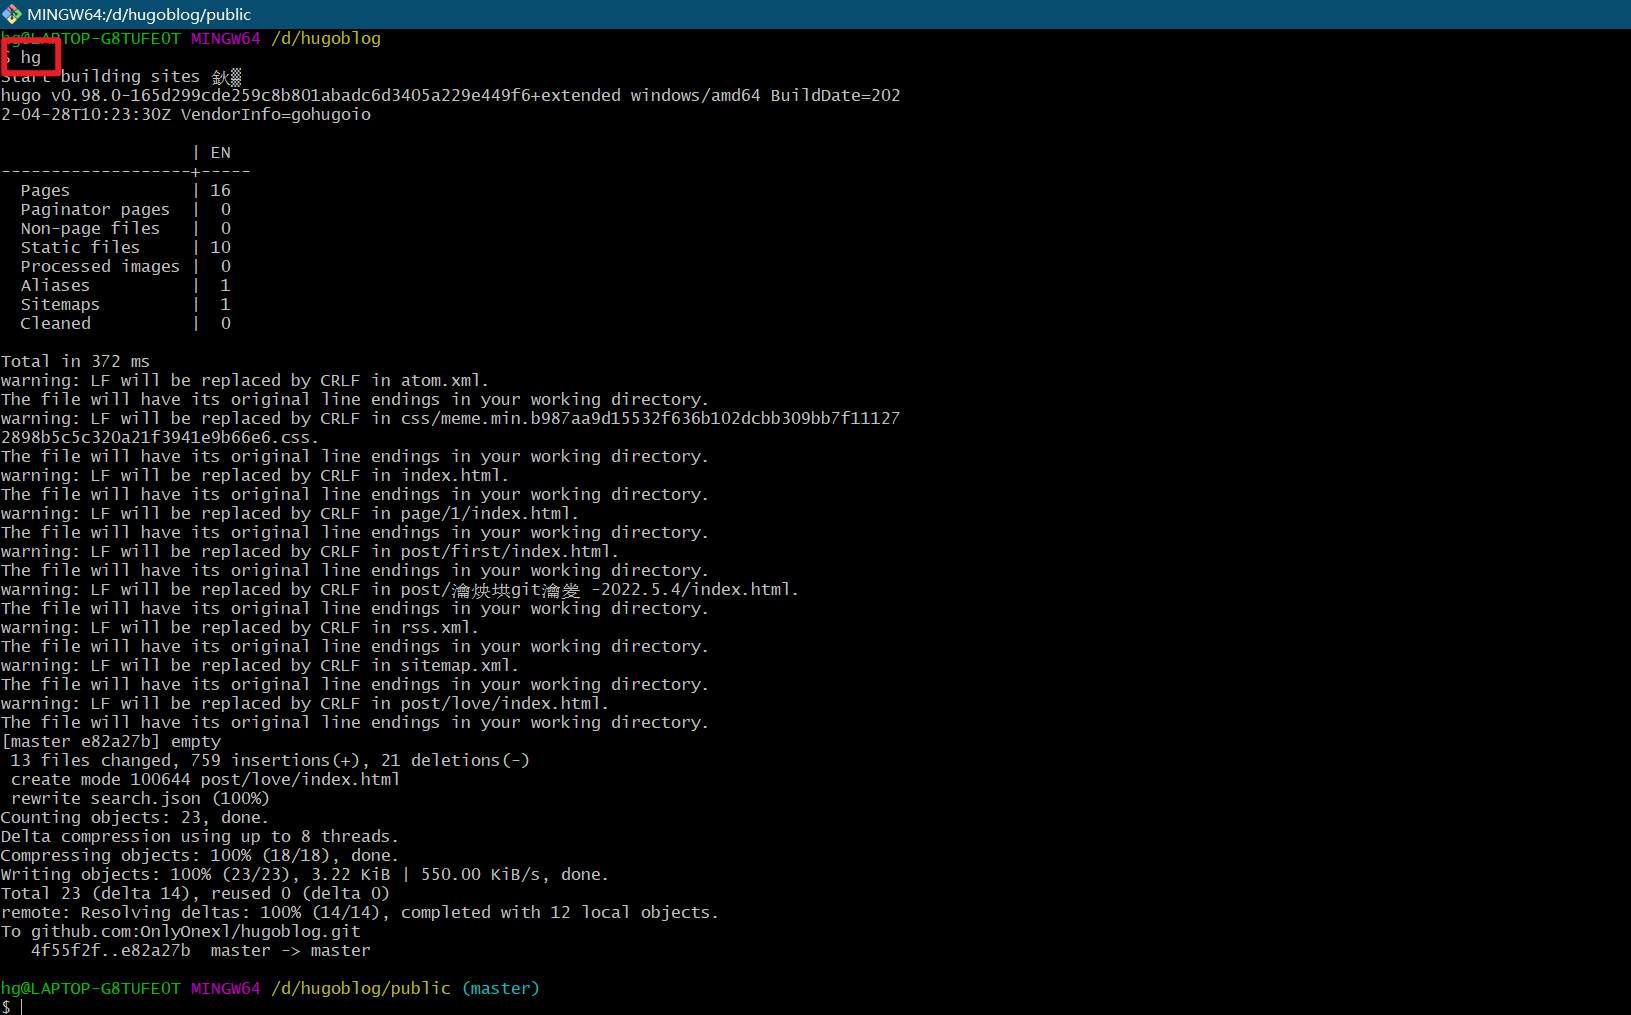 MINGW64:/d/hugoblog/public
hg@LAPTOP-G8TUFE0T MINGW64 /d/hugoblog
$ hg
Start building sites 鈥▒
hugo v0.98.0-165d299cde259c8b801abadc6d3405a229e449f6+extended windows/amd64 BuildDate=202
2-04-28T10:23:30Z VendorInfo=gohugoio
| EN
-------------------+-----
Pages | 16
Paginator pages | 0
Non-page files | 0
Static files | 10
Processed images | 0
Aliases | 1
Sitemaps | 1
Cleaned | 0
Total in 372 ms
warning: LF will be replaced by CRLF in atom.xml.
The file will have its original line endings in your working directory.
warning: LF will be replaced by CRLF in css/meme.min.b987aa9d15532f636b102dcbb309bb7f11127
2898b5c5c320a21f3941e9b66e6.css.
The file will have its original line endings in your working directory.
warning: LF will be replaced by CRLF in index.html.
The file will have its original line endings in your working directory.
warning: LF will be replaced by CRLF in page/1/index.html.
The file will have its original line endings in your working directory.
warning: LF will be replaced by CRLF in post/first/index.html.
The file will have its original line endings in your working directory.
warning: LF will be replaced by CRLF in post/git -2022.5.4/index.html.
The file will have its original line endings in your working directory.
warning: LF will be replaced by CRLF in rss.xml.
The file will have its original line endings in your working directory.
warning: LF will be replaced by CRLF in sitemap.xml.
The file will have its original line endings in your working directory.
warning: LF will be replaced by CRLF in post/love/index.html.
The file will have its original line endings in your working directory.
[master e82a27b] empty
13 files changed, 759 insertions(+), 21 deletions(-)
create mode 100644 post/love/index.html
rewrite search.json (100%)
Counting objects: 23, done.
Delta compression using up to 8 threads.
Compressing objects: 100% (18/18), done.
Writing objects: 100% (23/23), 3.22 KiB | 550.00 KiB/s, done.
Total 23 (delta 14), reused 0 (delta 0)
remote: Resolving deltas: 100% (14/14), completed with 12 local objects.
To github.com:OnlyOnexl/hugoblog.git
4f55f2f..e82a27b master -> master
hg@LAPTOP-G8TUFE0T MINGW64 /d/hugoblog/public (master)
$